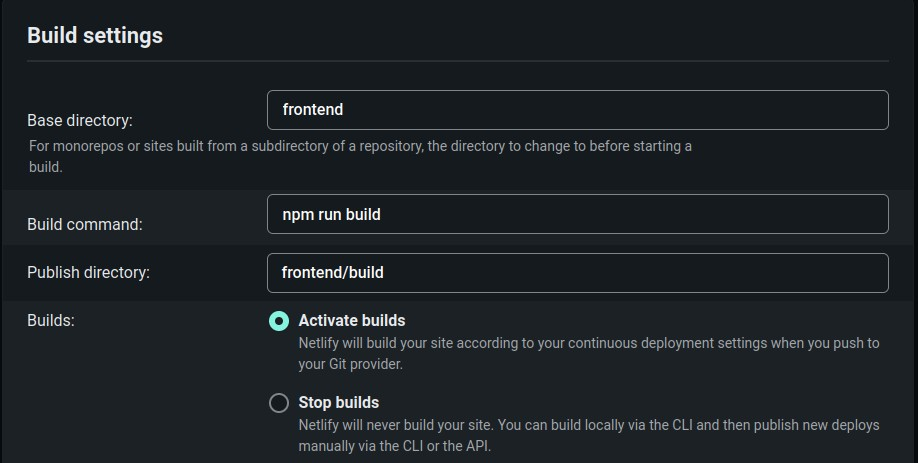 Build settings
Base directory:
frontend
For monorepos or sites built from a subdirectory of a repository, the directory to change to before starting a
build.
Build command:
npm run build
Publish directory:
frontend/build
Builds:
Activate builds
Netlify will build your site according to your continuous deployment settings when you push to
your Git provider.
Stop builds
Netlify will never build your site. You can build locally via the CLI and then publish new deploys
manually via the CLI or the API.